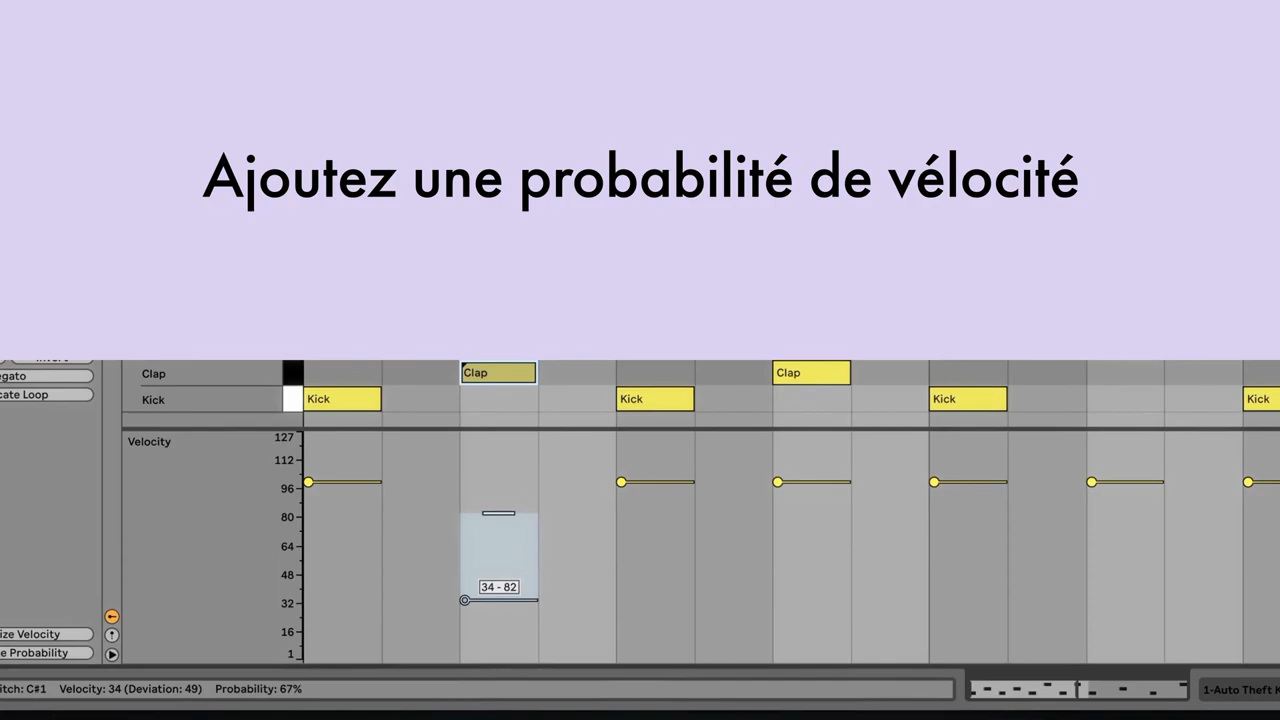 Ajoutez une probabilité de vélocité
egato
cate Loop
Clap
Clap
Clap
Kick
Kick
Kick
Kick
Kick
Velocity
127
112
96
80
64
48
32
16
1
34 - 82
ize Velocity
e Probability
itch: C#1 Velocity: 34 (Deviation: 49) Probability: 67%
1-Auto Theft K